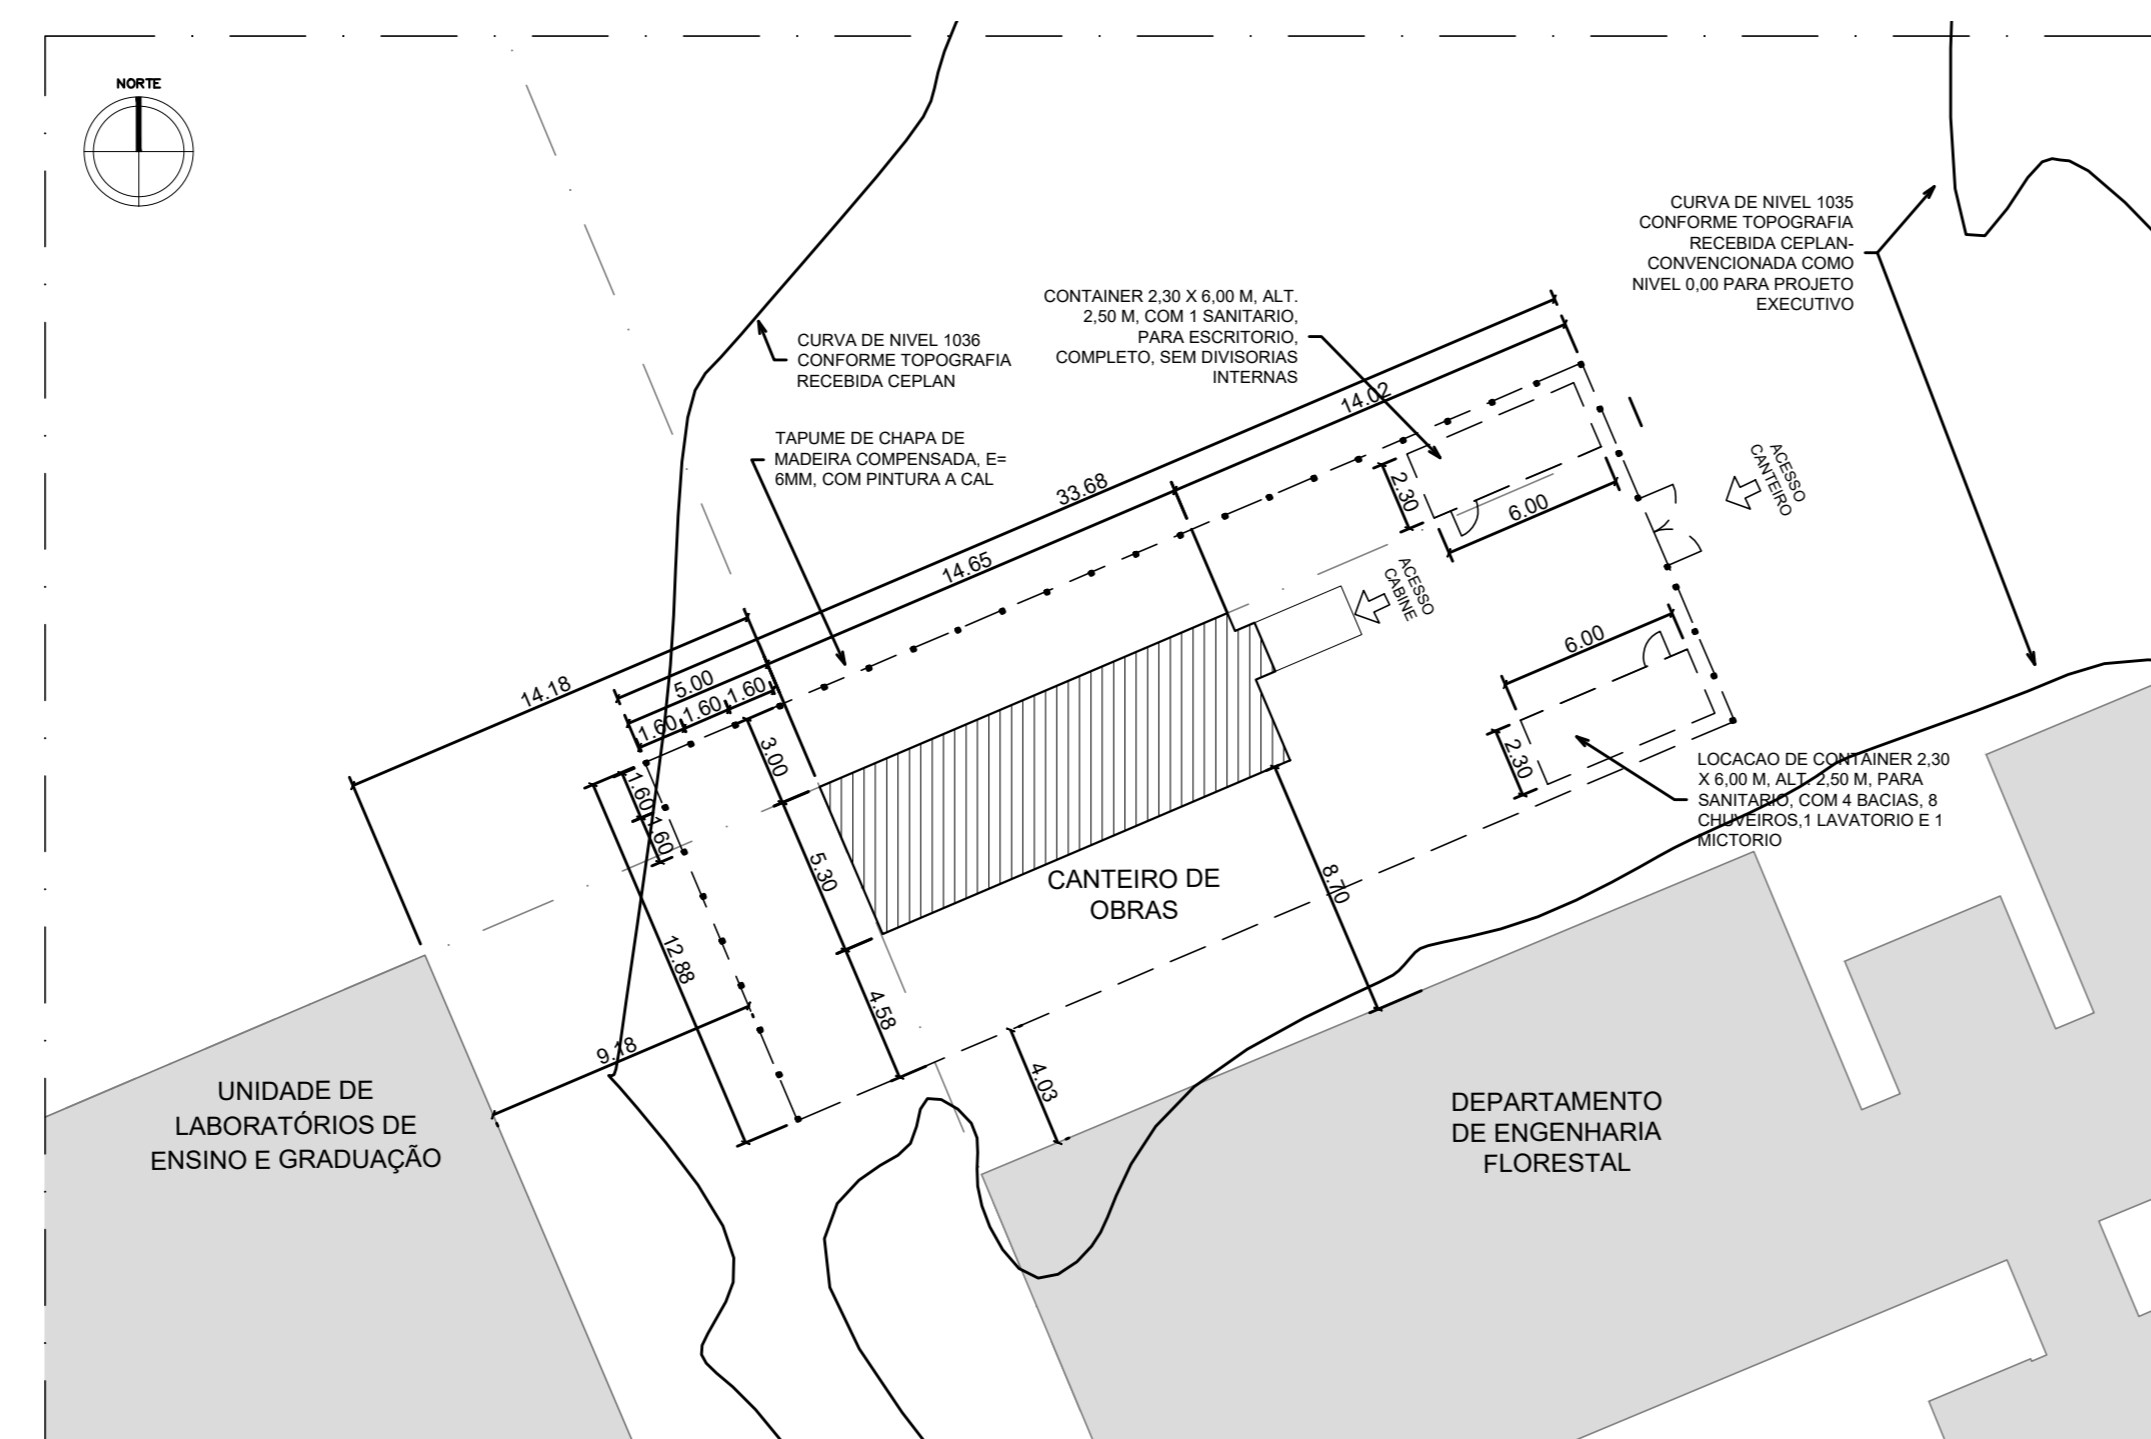 NORTE
CURVA DE NIVEL 1035
CONFORME TOPOGRAFIA
RECEBIDA CEPLAN-
CONVENCIONADA COMO
NIVEL 0,00 PARA PROJETO
EXECUTIVO
CONTAINER 2,30 X 6,00 M, ALT.
2,50 M, COM 1 SANITARIO,
PARA ESCRITORIO,
COMPLETO, SEM DIVISORIAS
INTERNAS
CURVA DE NIVEL 1036
CONFORME TOPOGRAFIA
RECEBIDA CEPLAN
TAPUME DE CHAPA DE
MADEIRA COMPENSADA, E=
6MM, COM PINTURA A CAL
14.02
33.68
14.65
2.30
6.00
ACESSO
CANTEIRO
ACESSO
CABINE
14.18
5.00
1.60
1.60
1.60
3.00
1.60
1.60
6.00
2.30
LOCACAO DE CONTAINER 2,30
X 6,00 M, ALT. 2,50 M, PARA
SANITARIO, COM 4 BACIAS, 8
CHUVEIROS,1 LAVATORIO E 1
MICTORIO
5.30
CANTEIRO DE
OBRAS
8.70
12.88
4.58
9.18
4.03
UNIDADE DE
LABORATÓRIOS DE
ENSINO E GRADUAÇÃO
DEPARTAMENTO
DE ENGENHARIA
FLORESTAL